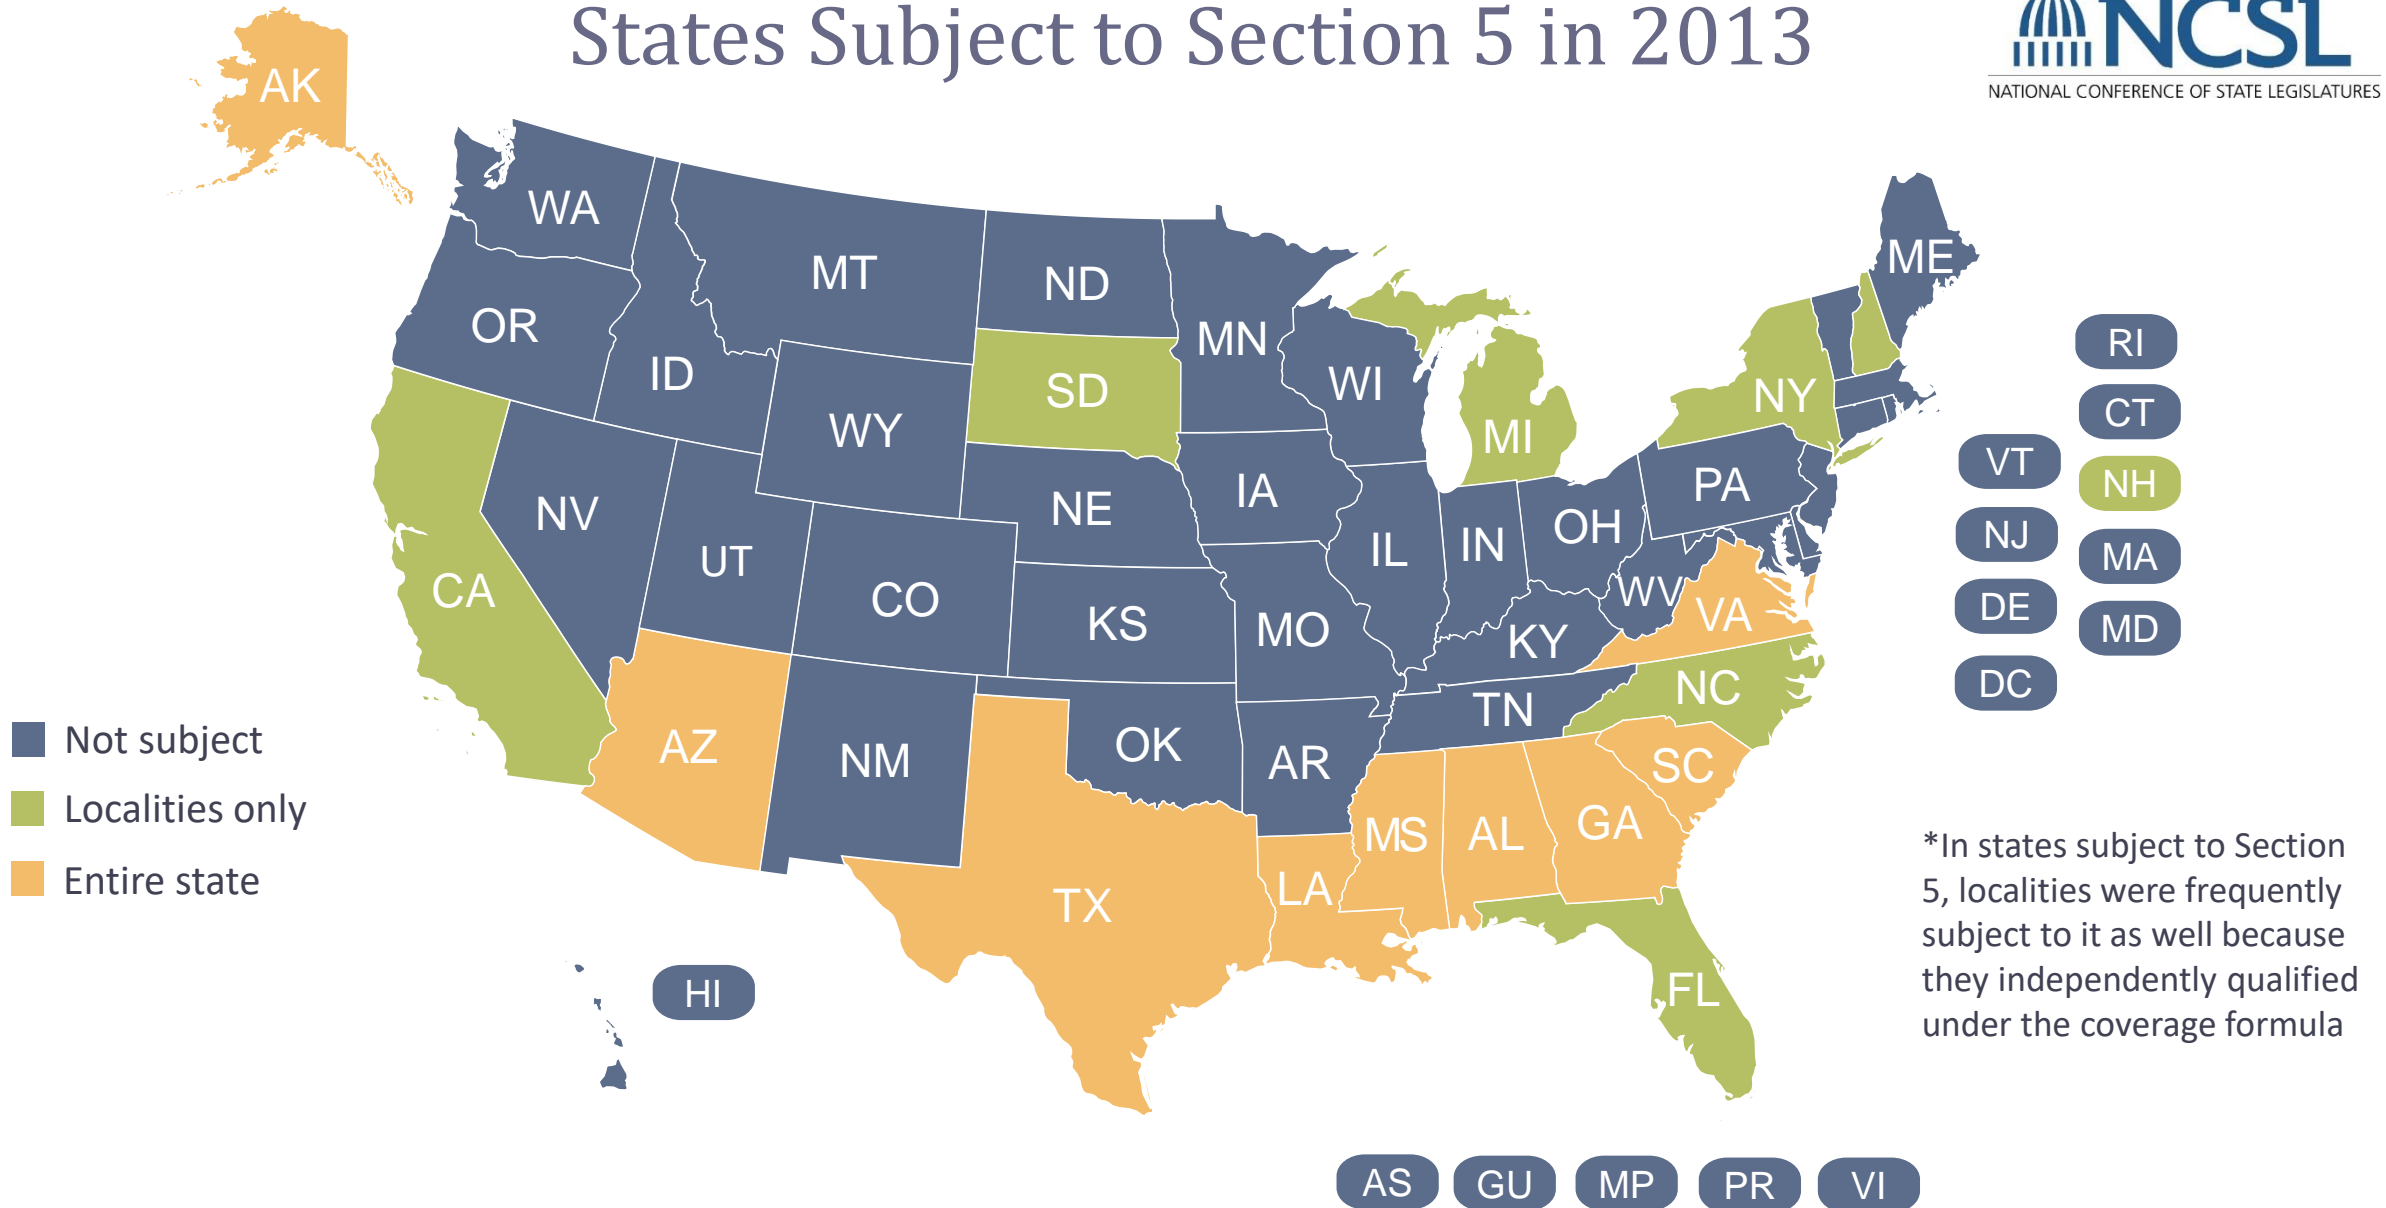 States Subject to Section 5 in 2013
NCSL
NATIONAL CONFERENCE OF STATE LEGISLATURES
AK
WA
MT
ND
MN
ME
OR
ID
WY
SD
WI
MI
NY
RI
CT
VT
NH
NV
UT
NE
IA
PA
NJ
MA
CA
CO
KS
MO
IL
IN
OH
WV
VA
KY
DE
MD
DC
AZ
NM
OK
AR
TN
NC
SC
Not subject
Localities only
Entire state
TX
LA
MS
AL
GA
FL
HI
*In states subject to Section
5, localities were frequently
subject to it as well because
they independently qualified
under the coverage formula
AS
GU
MP
PR
VI